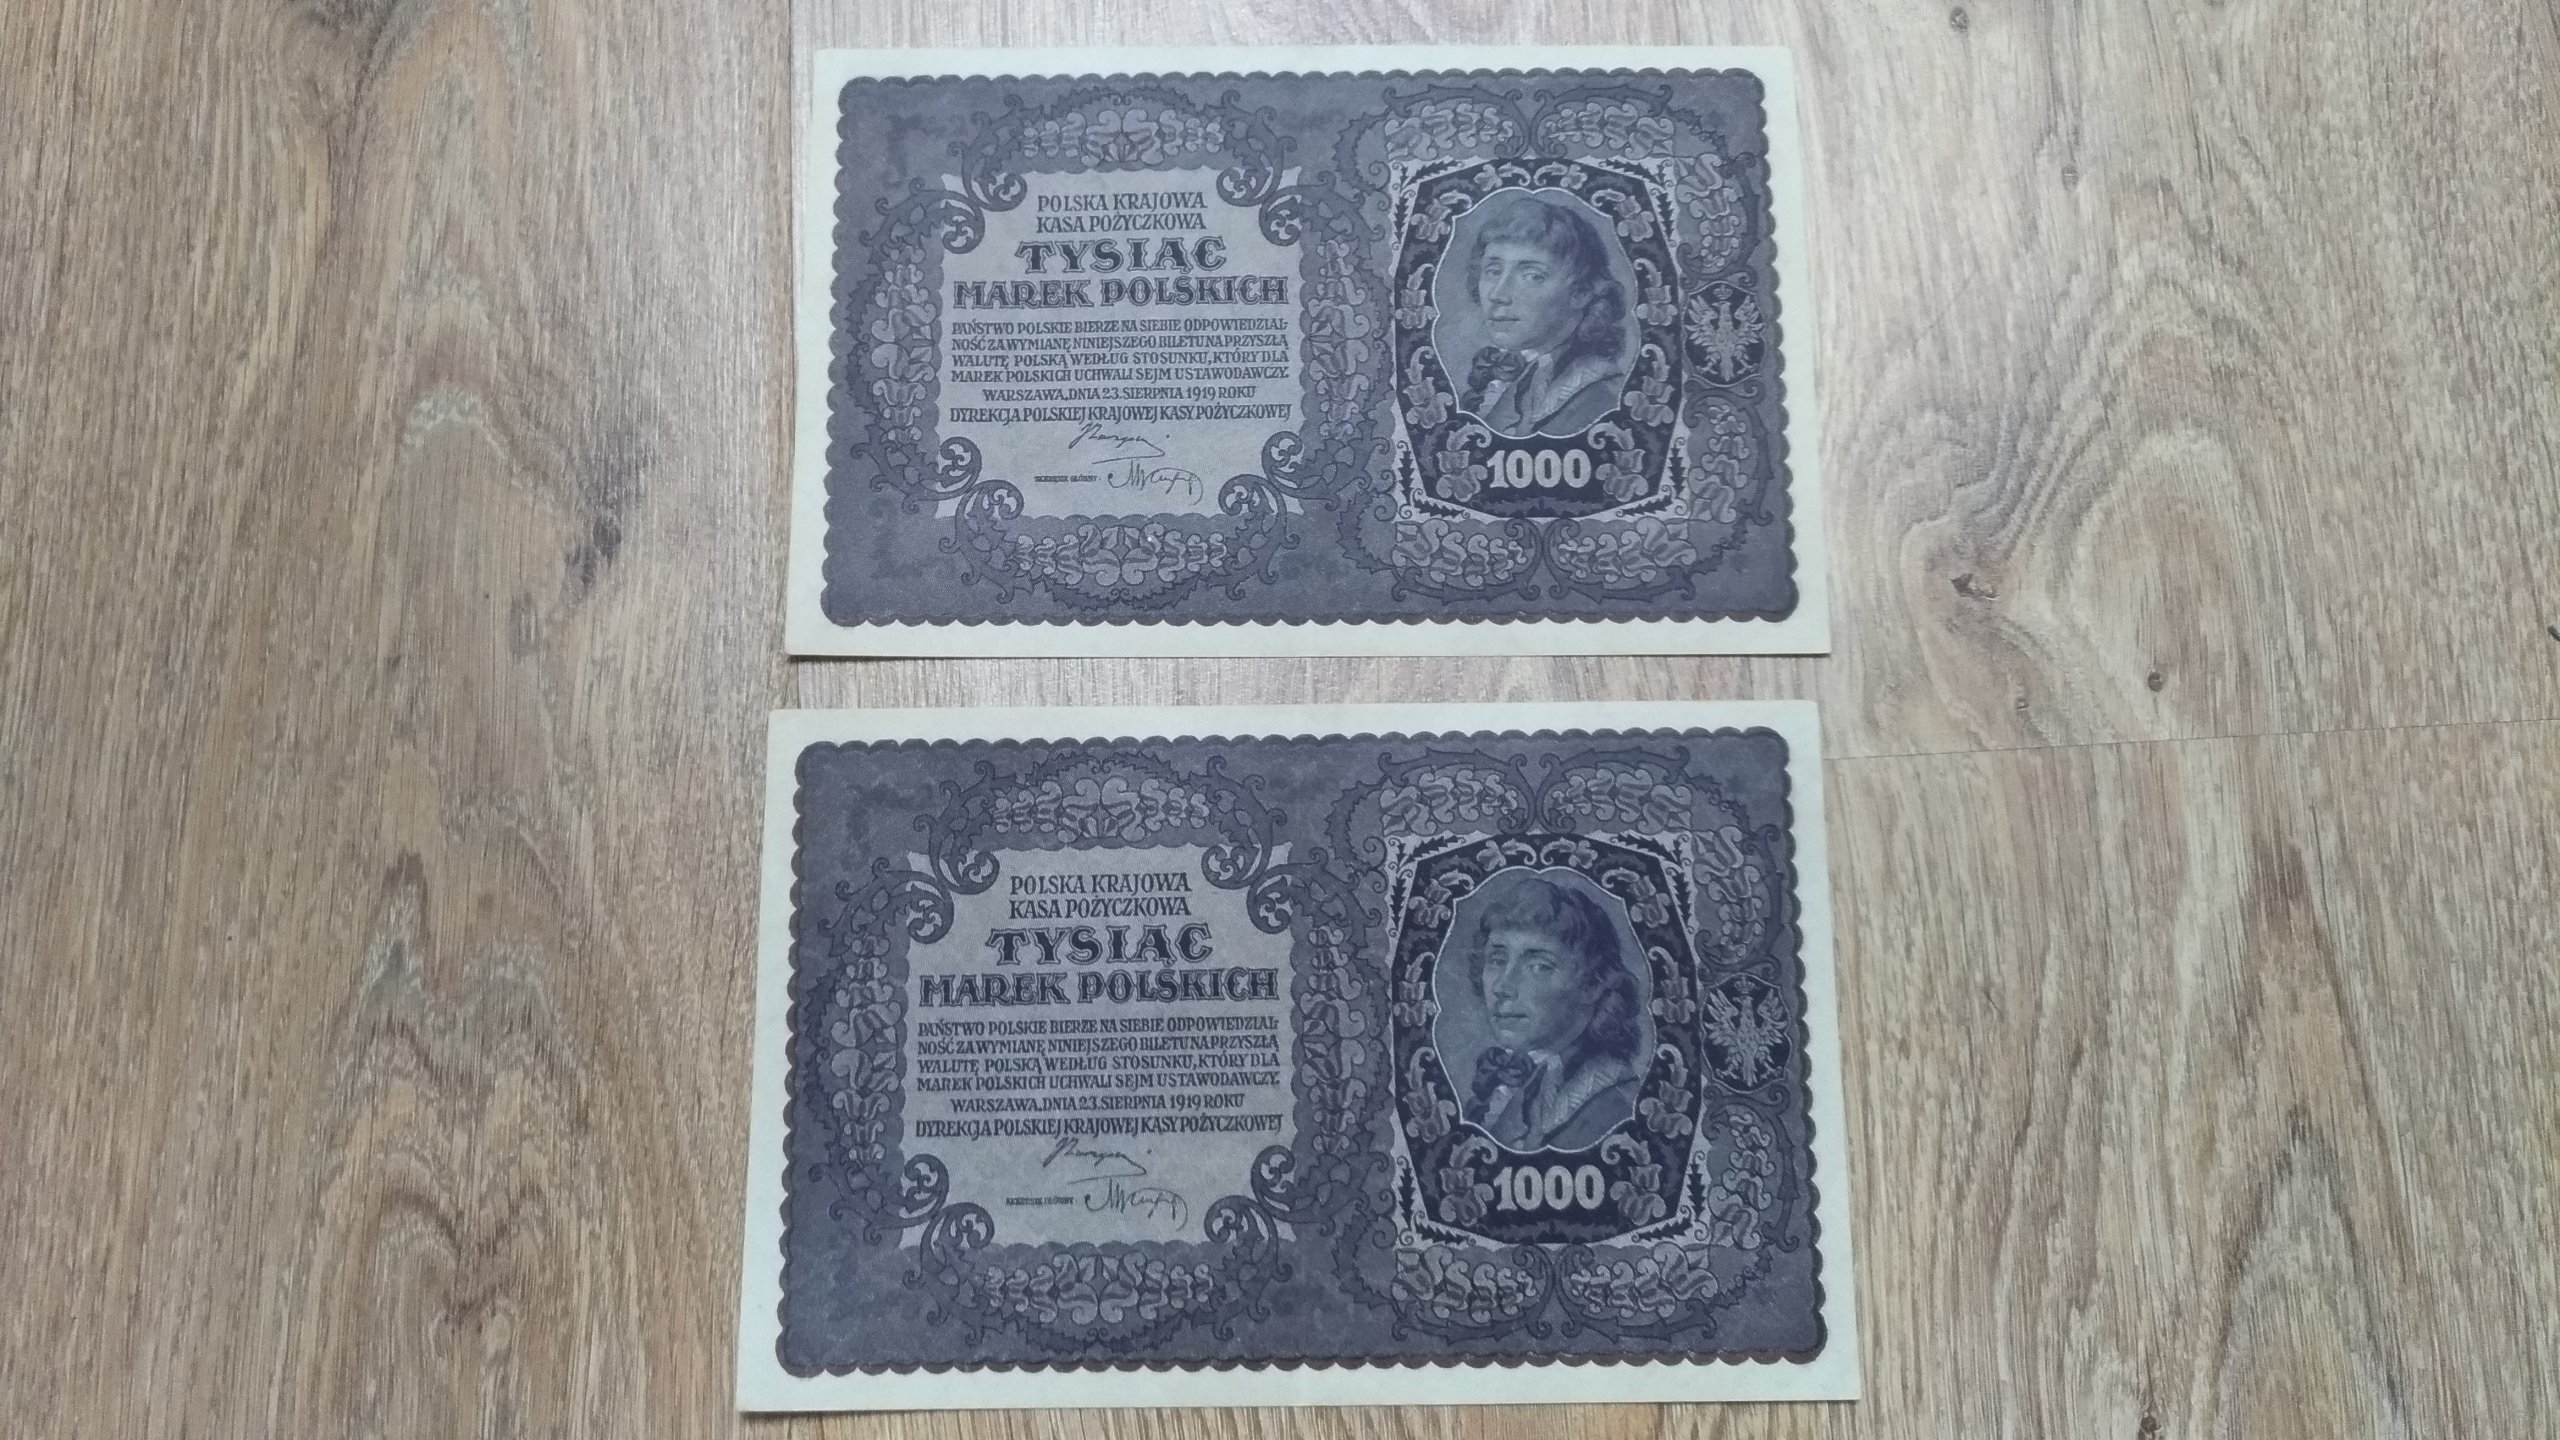 POLSKA KRAJOWA
KASA POŻYCZKOWA
TYSIĄC
MAREK POLSKICH
PAŃSTWO POLSKIE BIERZE NA SIEBIE ODPOWIEDZIAL-
NOŚĆ ZA WYMIANĘ NINIEJSZEGO BILETU NA PRZYSZŁĄ
WALUTĘ POLSKĄ WEDŁUG STOSUNKU, KTÓRY DLA
MAREK POLSKICH UCHWALI SEJM USTAWODAWCZY.
WARSZAWA, DNIA 23. SIERPNIA 1919 ROKU
DYREKCJA POLSKIEJ KRAJOWEJ KASY POŻYCZKOWEJ
SKARBNIK GŁÓWNY
1000
POLSKA KRAJOWA
KASA POŻYCZKOWA
TYSIĄC
MAREK POLSKICH
PAŃSTWO POLSKIE BIERZE NA SIEBIE ODPOWIEDZIAL-
NOŚĆ ZA WYMIANĘ NINIEJSZEGO BILETU NA PRZYSZŁĄ
WALUTĘ POLSKĄ WEDŁUG STOSUNKU, KTÓRY DLA
MAREK POLSKICH UCHWALI SEJM USTAWODAWCZY.
WARSZAWA, DNIA 23. SIERPNIA 1919 ROKU
DYREKCJA POLSKIEJ KRAJOWEJ KASY POŻYCZKOWEJ
SKARBNIK GŁÓWNY
1000